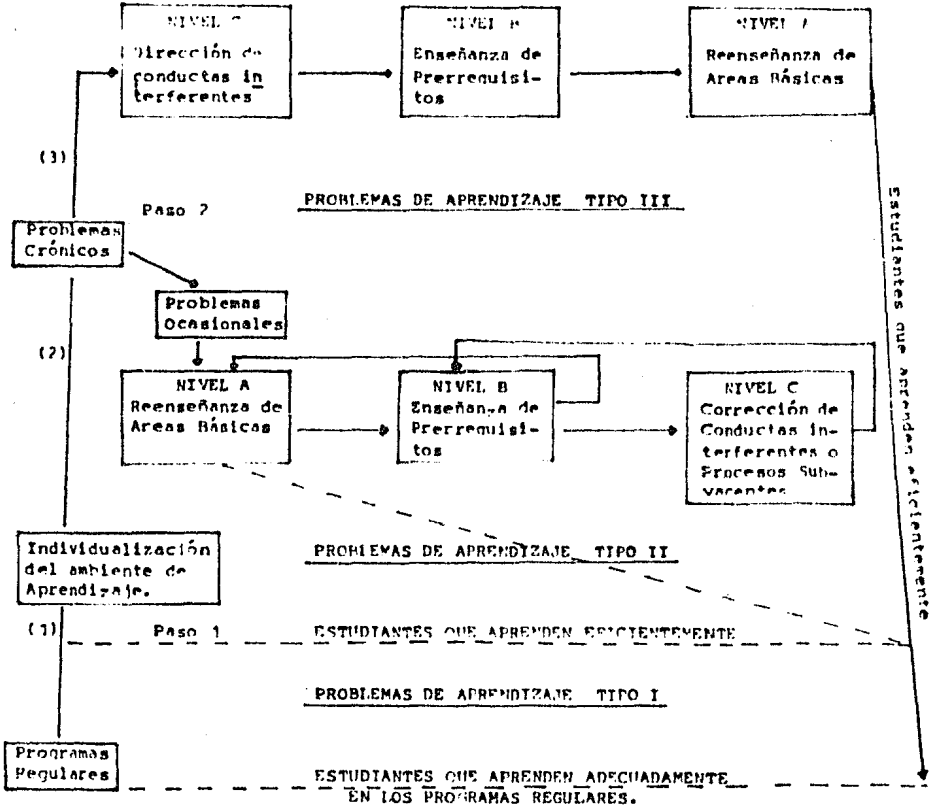 NIVEL C
Dirección de
conductas in
terferentes
NIVEL B
Enseñanza de
Prerrequisi-
tos
NIVEL A
Reenseñanza de
Areas Básicas
(3)
PROBLEMAS DE APRENDIZAJE TIPO III
Paso 2
Problemas
Crónicos
Problemas
Ocasionales
(2)
NIVEL A
Reenseñanza de
Areas Básicas
NIVEL B
Enseñanza de
Prerrequisi-
tos
NIVEL C
Corrección de
Conductas in-
terferentes o
Procesos Sub-
yacentes
Estudiantes que aprenden eficientemente
Individualización
del ambiente de
Aprendizaje.
PROBLEMAS DE APRENDIZAJE TIPO II
(1)
Paso 1
ESTUDIANTES QUE APRENDEN EFICIENTEMENTE
PROBLEMAS DE APRENDIZAJE TIPO I
Programas
Regulares
ESTUDIANTES QUE APRENDEN ADECUADAMENTE
EN LOS PROGRAMAS REGULARES.